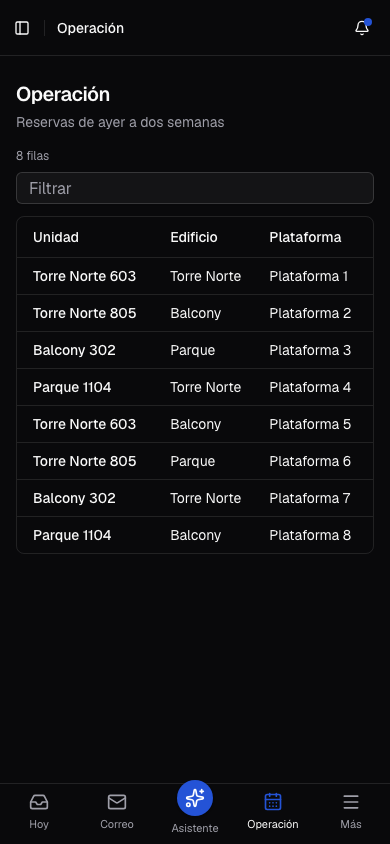 Operación
Operación
Reservas de ayer a dos semanas
8 filas
Filtrar
Unidad Edificio Plataforma
Torre Norte 603 Torre Norte Plataforma 1
Torre Norte 805 Balcony Plataforma 2
Balcony 302 Parque Plataforma 3
Parque 1104 Torre Norte Plataforma 4
Torre Norte 603 Balcony Plataforma 5
Torre Norte 805 Parque Plataforma 6
Balcony 302 Torre Norte Plataforma 7
Parque 1104 Balcony Plataforma 8
Hoy Correo Asistente Operación Más